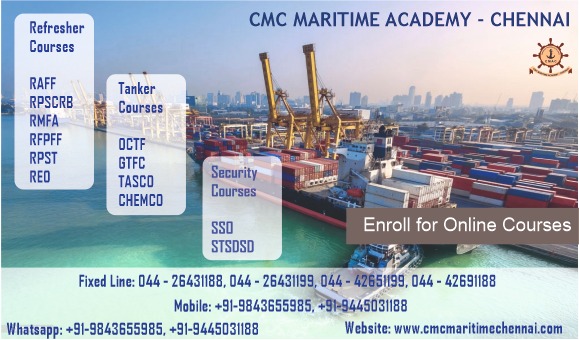 CMC MARITIME ACADEMY - CHENNAI
Refresher
Courses
RAFF
RPSCRB
RMFA
RFPFF
RPST
REO
Tanker
Courses
OCTF
GTFC
TASCO
CHEMCO
Security
Courses
SSO
STSDSD
Enroll for Online Courses
Fixed Line: 044 - 26431188, 044 - 26431199, 044 - 42651199, 044 - 42691188
Mobile: +91-9843655985, +91-9445031188
Whatsapp: +91-9843655985, +91-9445031188
Website: www.cmcmaritimechennai.com